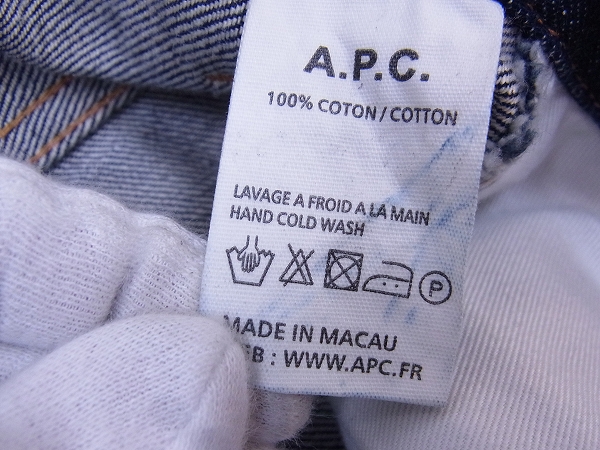 A.P.C.
100% COTON/COTTON
LAVAGE A FROID A LA MAIN
HAND COLD WASH
P
MADE IN MACAU
: WWW.APC.FR